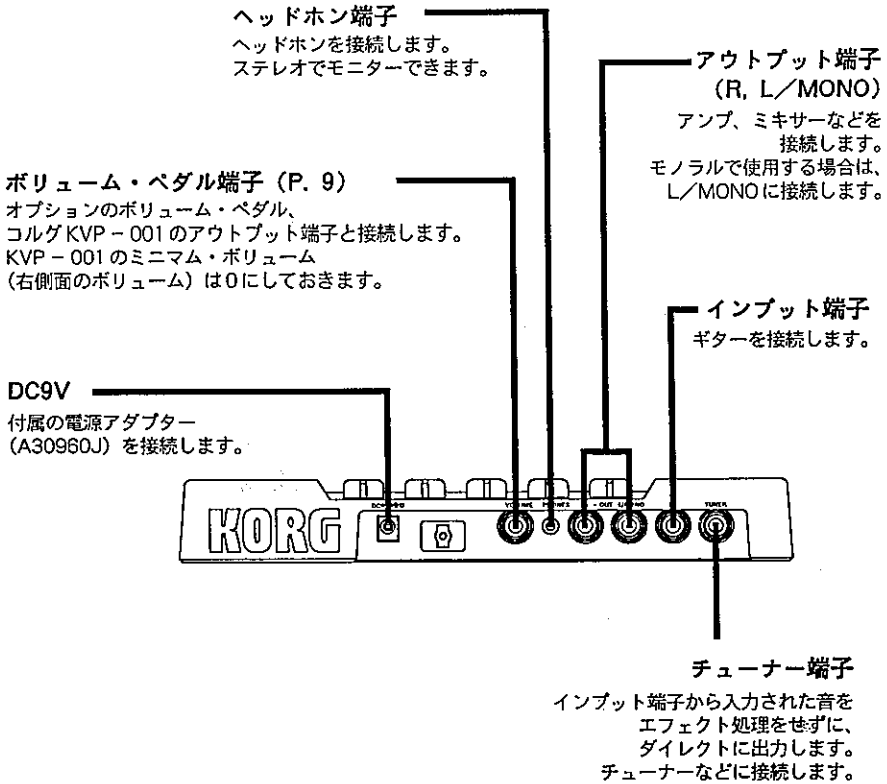 ヘッドホン端子
ヘッドホンを接続します。
ステレオでモニターできます。
アウトプット端子
(R, L/MONO)
アンプ、ミキサーなどを
接続します。
モノラルで使用する場合は、
L/MONOに接続します。
ボリューム・ペダル端子（P. 9）
オプションのボリューム・ペダル、
コルグKVP－001のアウトプット端子と接続します。
KVP－001のミニマム・ボリューム
(右側面のボリューム) は0にしておきます。
インプット端子
ギターを接続します。
DC9V
付属の電源アダプター
(A30960J) を接続します。
KORG
TUNER
チューナー端子
インプット端子から入力された音を
エフェクト処理をせずに、
ダイレクトに出力します。
チューナーなどに接続します。